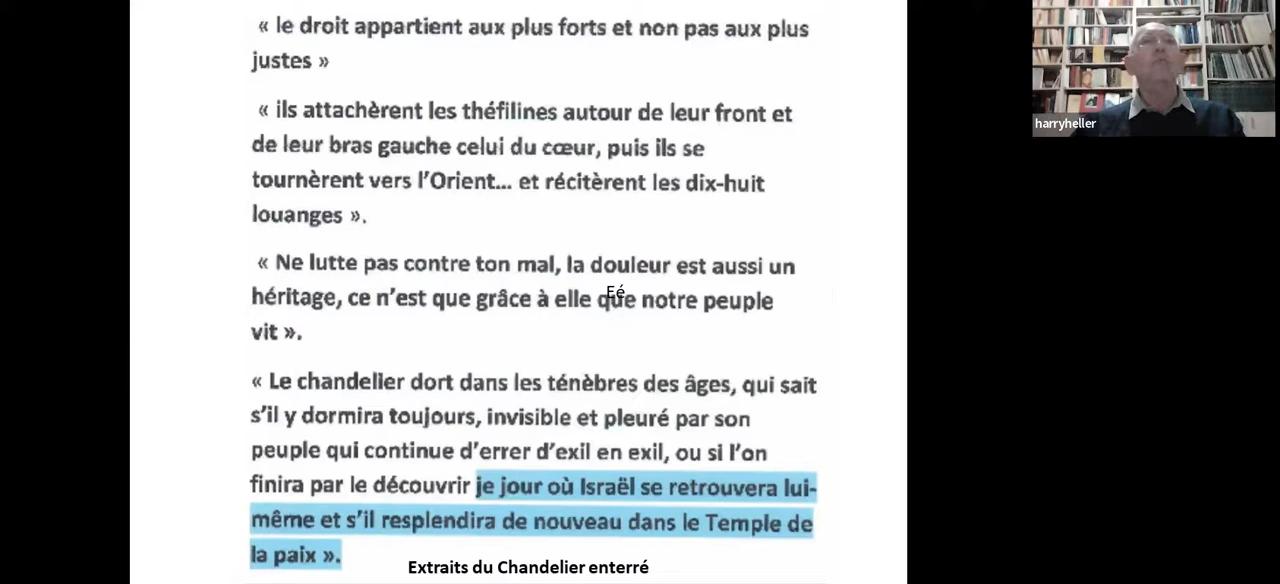 « le droit appartient aux plus forts et non pas aux plus
justes »
« ils attachèrent les théfilines autour de leur front et
de leur bras gauche celui du cœur, puis ils se
tournèrent vers l'Orient... et récitèrent les dix-huit
louanges ».
« Ne lutte pas contre ton mal, la douleur est aussi un
héritage, ce n'est que grâce à elle que notre peuple
Eé
vit ».
« Le chandelier dort dans les ténèbres des âges, qui sait
s'il y dormira toujours, invisible et pleuré par son
peuple qui continue d'errer d'exil en exil, ou si l'on
finira par le découvrir je jour où Israël se retrouvera lui-
même et s'il resplendira de nouveau dans le Temple de
la paix ».
Extraits du Chandelier enterré
harryheller